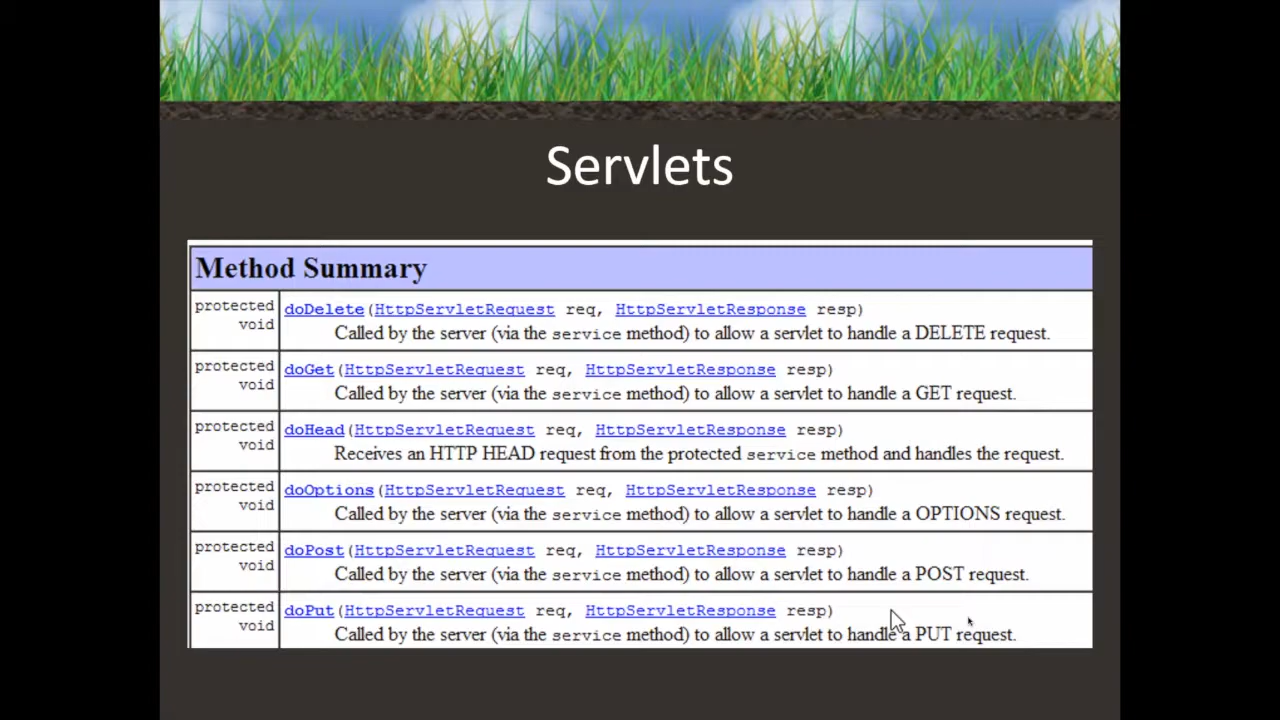 Servlets
Method Summary
protected void doDelete(HttpServletRequest req, HttpServletResponse resp)
Called by the server (via the service method) to allow a servlet to handle a DELETE request.
protected void doGet(HttpServletRequest req, HttpServletResponse resp)
Called by the server (via the service method) to allow a servlet to handle a GET request.
protected void doHead(HttpServletRequest req, HttpServletResponse resp)
Receives an HTTP HEAD request from the protected service method and handles the request.
protected void doOptions(HttpServletRequest req, HttpServletResponse resp)
Called by the server (via the service method) to allow a servlet to handle a OPTIONS request.
protected void doPost(HttpServletRequest req, HttpServletResponse resp)
Called by the server (via the service method) to allow a servlet to handle a POST request.
protected void doPut(HttpServletRequest req, HttpServletResponse resp)
Called by the server (via the service method) to allow a servlet to handle a PUT request.